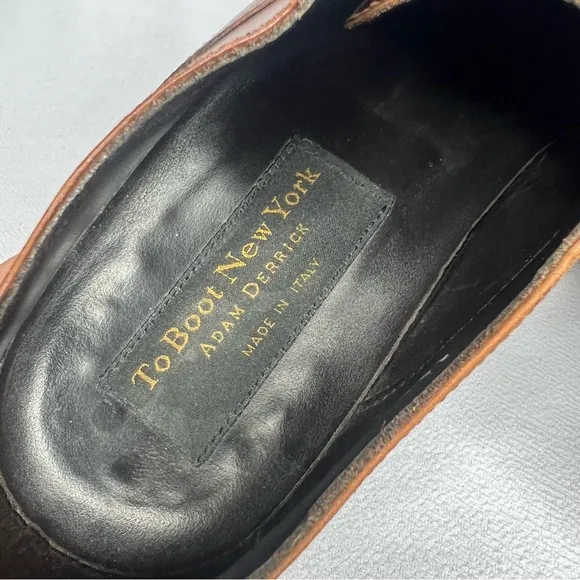 To Boot New York
Adam Derrick
Made in Italy